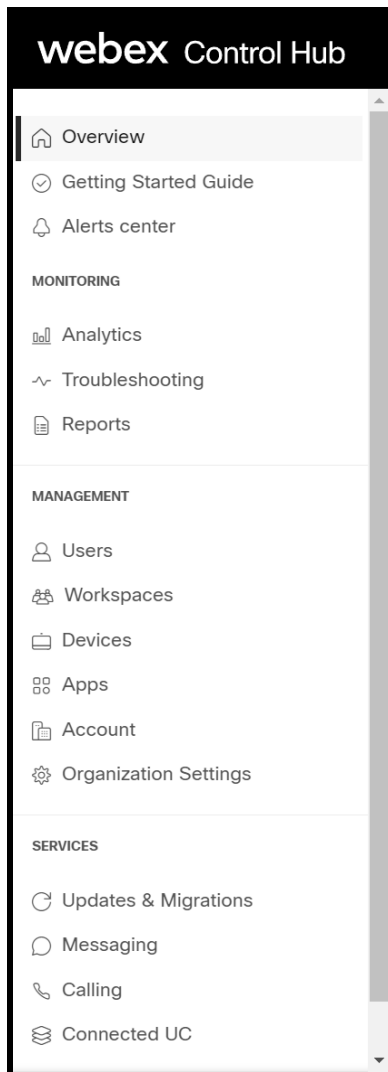 webex Control Hub
Overview
Getting Started Guide
Alerts center
MONITORING
Analytics
Troubleshooting
Reports
MANAGEMENT
Users
Workspaces
Devices
Apps
Account
Organization Settings
SERVICES
Updates & Migrations
Messaging
Calling
Connected UC